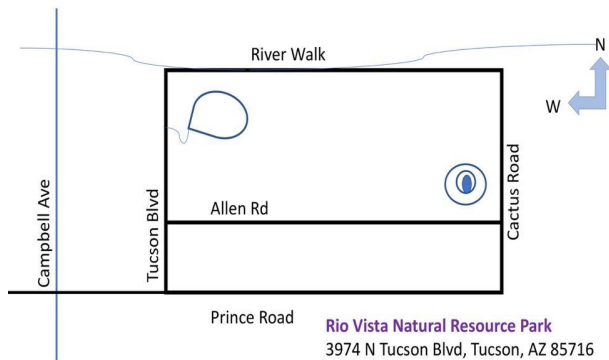 River Walk
N
W
Campbell Ave
Tucson Blvd
Allen Rd
Cactus Road
Prince Road
Rio Vista Natural Resource Park
3974 N Tucson Blvd, Tucson, AZ 85716